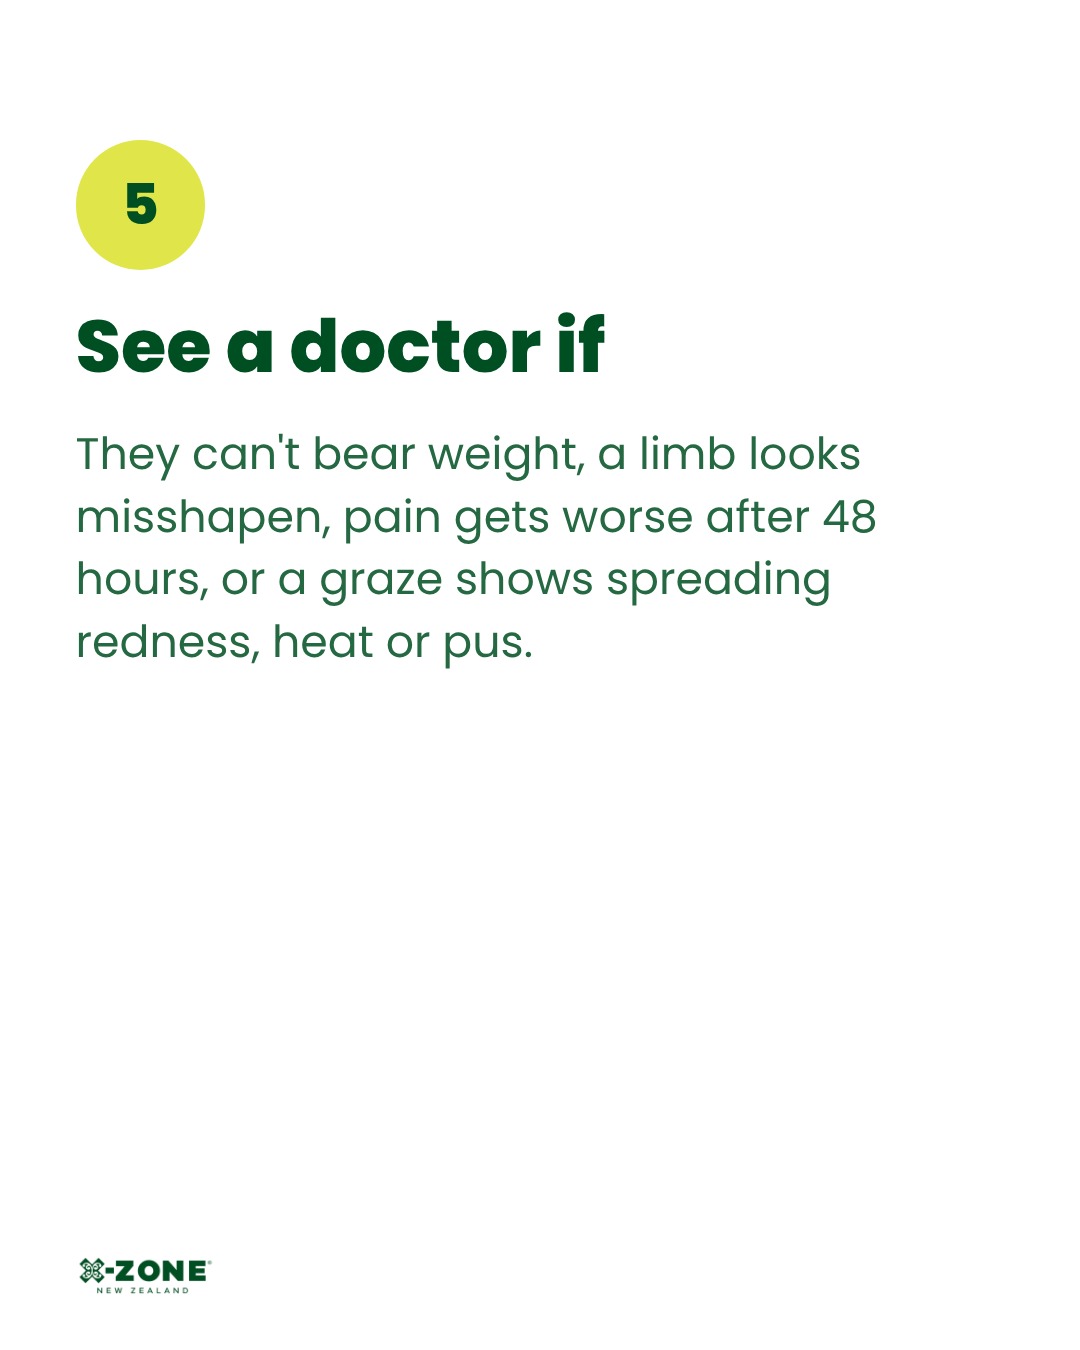 5
See a doctor if
They can't bear weight, a limb looks
misshapen, pain gets worse after 48
hours, or a graze shows spreading
redness, heat or pus.
X-ZONE®
NEW ZEALAND